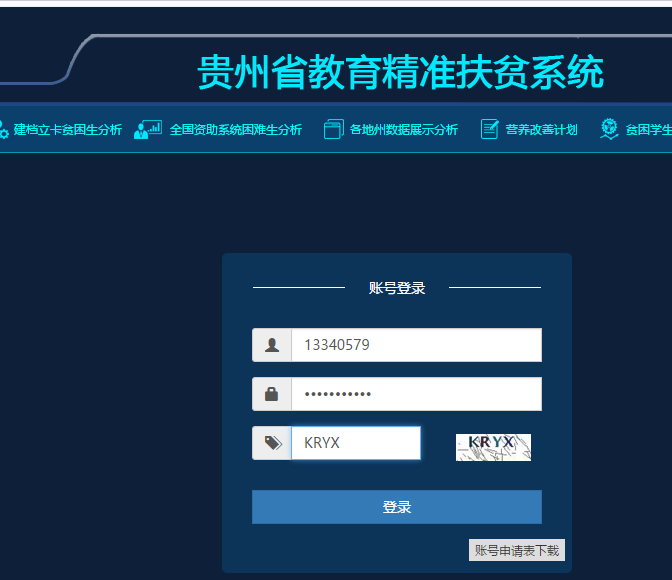 贵州省教育精准扶贫系统
建档立卡贫困生分析 全国资助系统困难生分析 各地州数据展示分析 营养改善计划 贫困学生
账号登录
13340579
•••••••••••
KRYX KRYX
登录
账号申请表下载